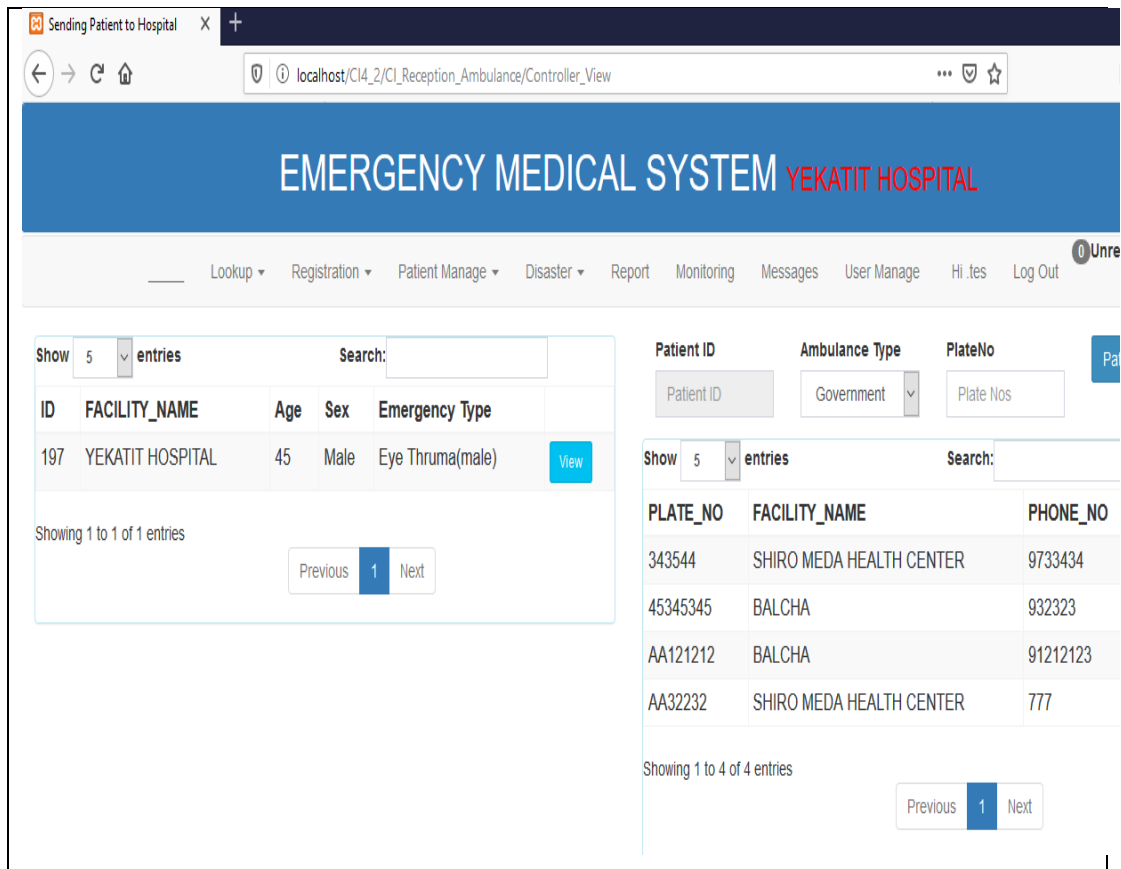 Sending Patient to Hospital X +
localhost/CI4_2/CI_Reception_Ambulance/Controller_View
EMERGENCY MEDICAL SYSTEM YEKATIT HOSPITAL
Lookup Registration Patient Manage Disaster Report Monitoring Messages User Manage Hi .tes Log Out 0 Unre
Show 5 entries Search:
ID FACILITY_NAME Age Sex Emergency Type
197 YEKATIT HOSPITAL 45 Male Eye Thruma(male) View
Showing 1 to 1 of 1 entries
Previous 1 Next
Patient ID Ambulance Type PlateNo
Patient ID Government Plate Nos Pat
Show 5 entries Search:
PLATE_NO FACILITY_NAME PHONE_NO
343544 SHIRO MEDA HEALTH CENTER 9733434
45345345 BALCHA 932323
AA121212 BALCHA 91212123
AA32232 SHIRO MEDA HEALTH CENTER 777
Showing 1 to 4 of 4 entries
Previous 1 Next